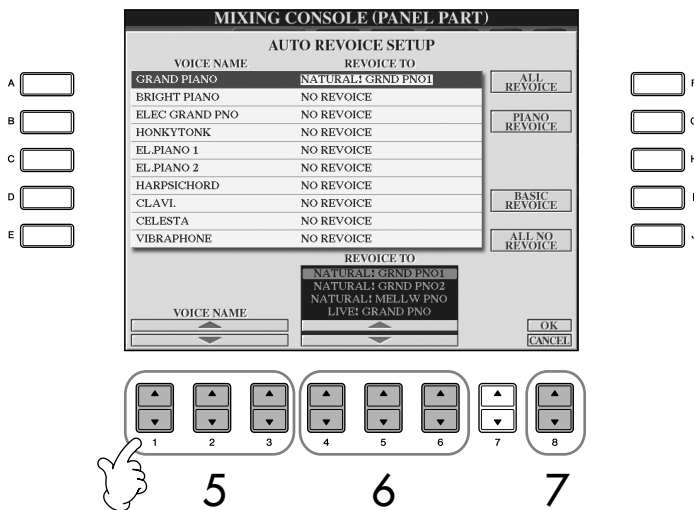 MIXING CONSOLE (PANEL PART)
AUTO REVOICE SETUP
VOICE NAME REVOICE TO
GRAND PIANO NATURAL! GRND PNO1
BRIGHT PIANO NO REVOICE
ELEC GRAND PNO NO REVOICE
HONKYTONK NO REVOICE
EL.PIANO 1 NO REVOICE
EL.PIANO 2 NO REVOICE
HARPSICHORD NO REVOICE
CLAVI. NO REVOICE
CELESTA NO REVOICE
VIBRAPHONE NO REVOICE
ALL
REVOICE
PIANO
REVOICE
BASIC
REVOICE
ALL NO
REVOICE
REVOICE TO
NATURAL! GRND PNO1
NATURAL! GRND PNO2
NATURAL! MELLW PNO
LIVE! GRAND PNO
VOICE NAME
OK
CANCEL
A
B
C
D
E
1 2 3 4 5 6 7 8
5 6 7